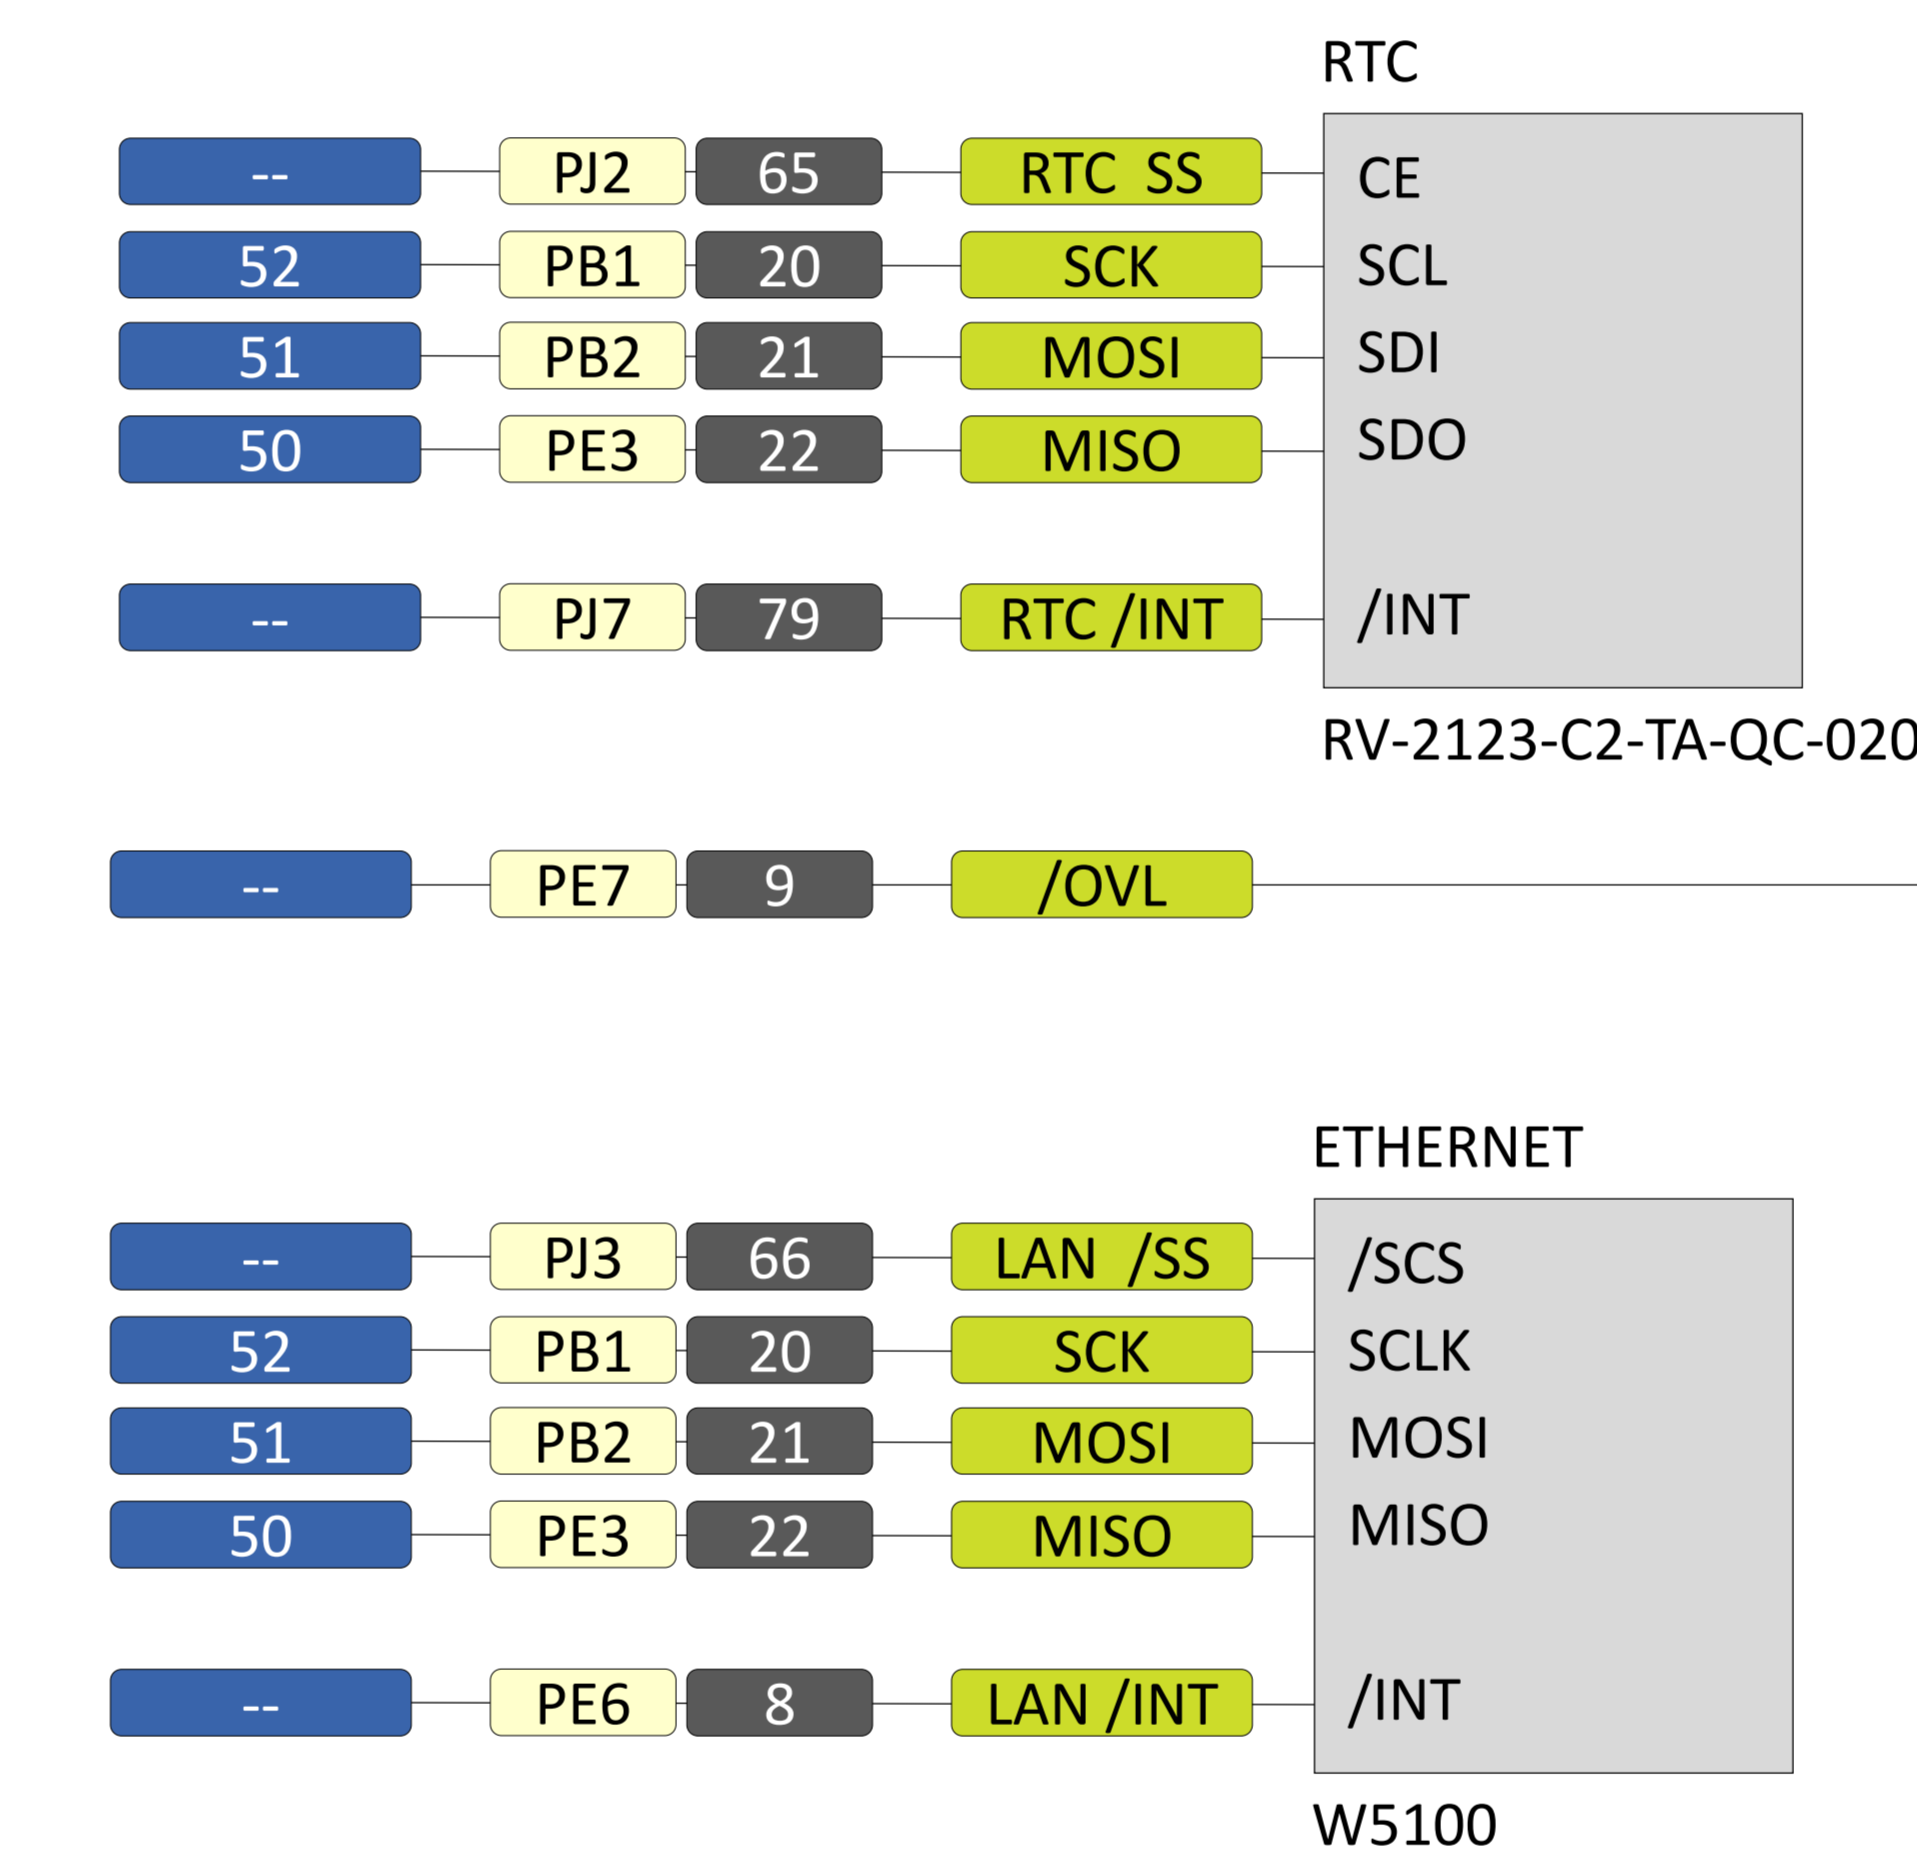 RTC
-- PJ2 65 RTC SS CE
52 PB1 20 SCK SCL
51 PB2 21 MOSI SDI
50 PE3 22 MISO SDO
-- PJ7 79 RTC /INT /INT
RV-2123-C2-TA-QC-020
-- PE7 9 /OVL
ETHERNET
-- PJ3 66 LAN /SS /SCS
52 PB1 20 SCK SCLK
51 PB2 21 MOSI MOSI
50 PE3 22 MISO MISO
-- PE6 8 LAN /INT /INT
W5100